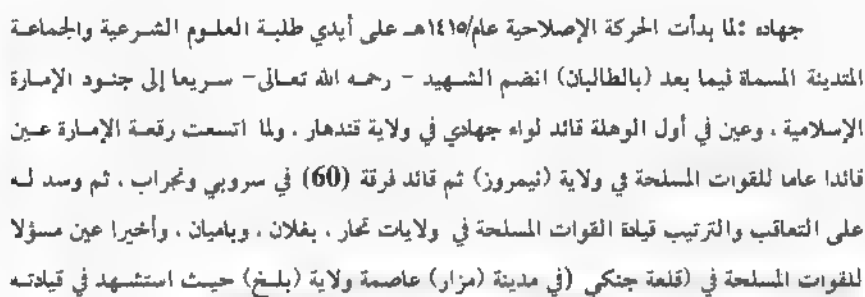 جهاده :لما بدأت الحركة الإصلاحية عام/١٤١٥هـ على أيدي طلبة العلوم الشرعية والجماعة
المتدينة المسماة فيما بعد (بالطالبان) انضم الشهيد - رحمه الله تعالى- سريعا إلى جنود الإمارة
الإسلامية ، وعين في أول الوهلة قائد لواء جهادي في ولاية قندهار ، ولما اتسعت رقعة الإمارة عين
قائدا عاما للقوات المسلحة في ولاية (نيمروز) ثم قائد فرقة (60) في سروبي ونجراب ، ثم وسد له
على التعاقب والترتيب قيادة القوات المسلحة في ولايات تخار ، بغلان ، وباميان ، وأخيرا عين مسؤلا
للقوات المسلحة في (قلعة جنكي (في مدينة (مزار) عاصمة ولاية (بلخ) حيث استشهد في قيادته